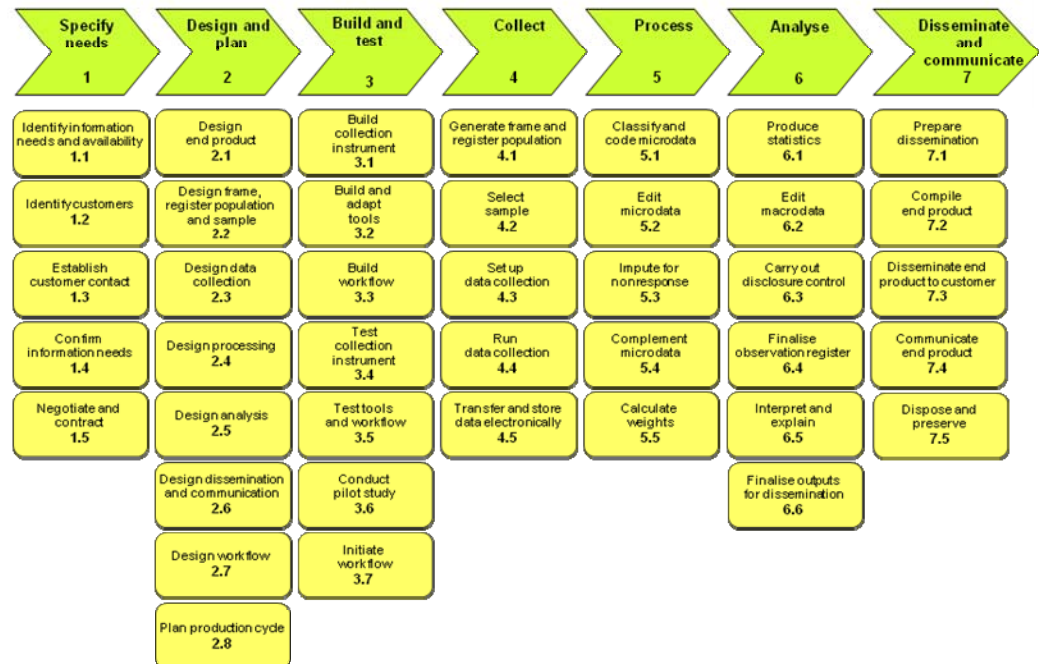 Specify
needs
1
Design and
plan
2
Build and
test
3
Collect
4
Process
5
Analyse
6
Disseminate
and
communicate
7
Identify information
needs and availability
1.1
Identify customers
1.2
Establish
customer contact
1.3
Confirm
information needs
1.4
Negotiate and
contract
1.5
Design
end product
2.1
Design frame,
register population
and sample
2.2
Design data
collection
2.3
Design processing
2.4
Design analysis
2.5
Design dissemination
and communication
2.6
Design workflow
2.7
Plan production cycle
2.8
Build
collection
instrument
3.1
Build and
adapt
tools
3.2
Build
workflow
3.3
Test
collection
instrument
3.4
Test tools
and workflow
3.5
Conduct
pilot study
3.6
Initiate
workflow
3.7
Generate frame and
register population
4.1
Select
sample
4.2
Set up
data collection
4.3
Run
data collection
4.4
Transfer and store
data electronically
4.5
Classify and
code microdata
5.1
Edit
microdata
5.2
Impute for
nonresponse
5.3
Complement
microdata
5.4
Calculate
weights
5.5
Produce
statistics
6.1
Edit
macrodata
6.2
Carry out
disclosure control
6.3
Finalise
observation register
6.4
Interpret and
explain
6.5
Finalise outputs
for dissemination
6.6
Prepare
dissemination
7.1
Compile
end product
7.2
Disseminate end
product to customer
7.3
Communicate
end product
7.4
Dispose and
preserve
7.5